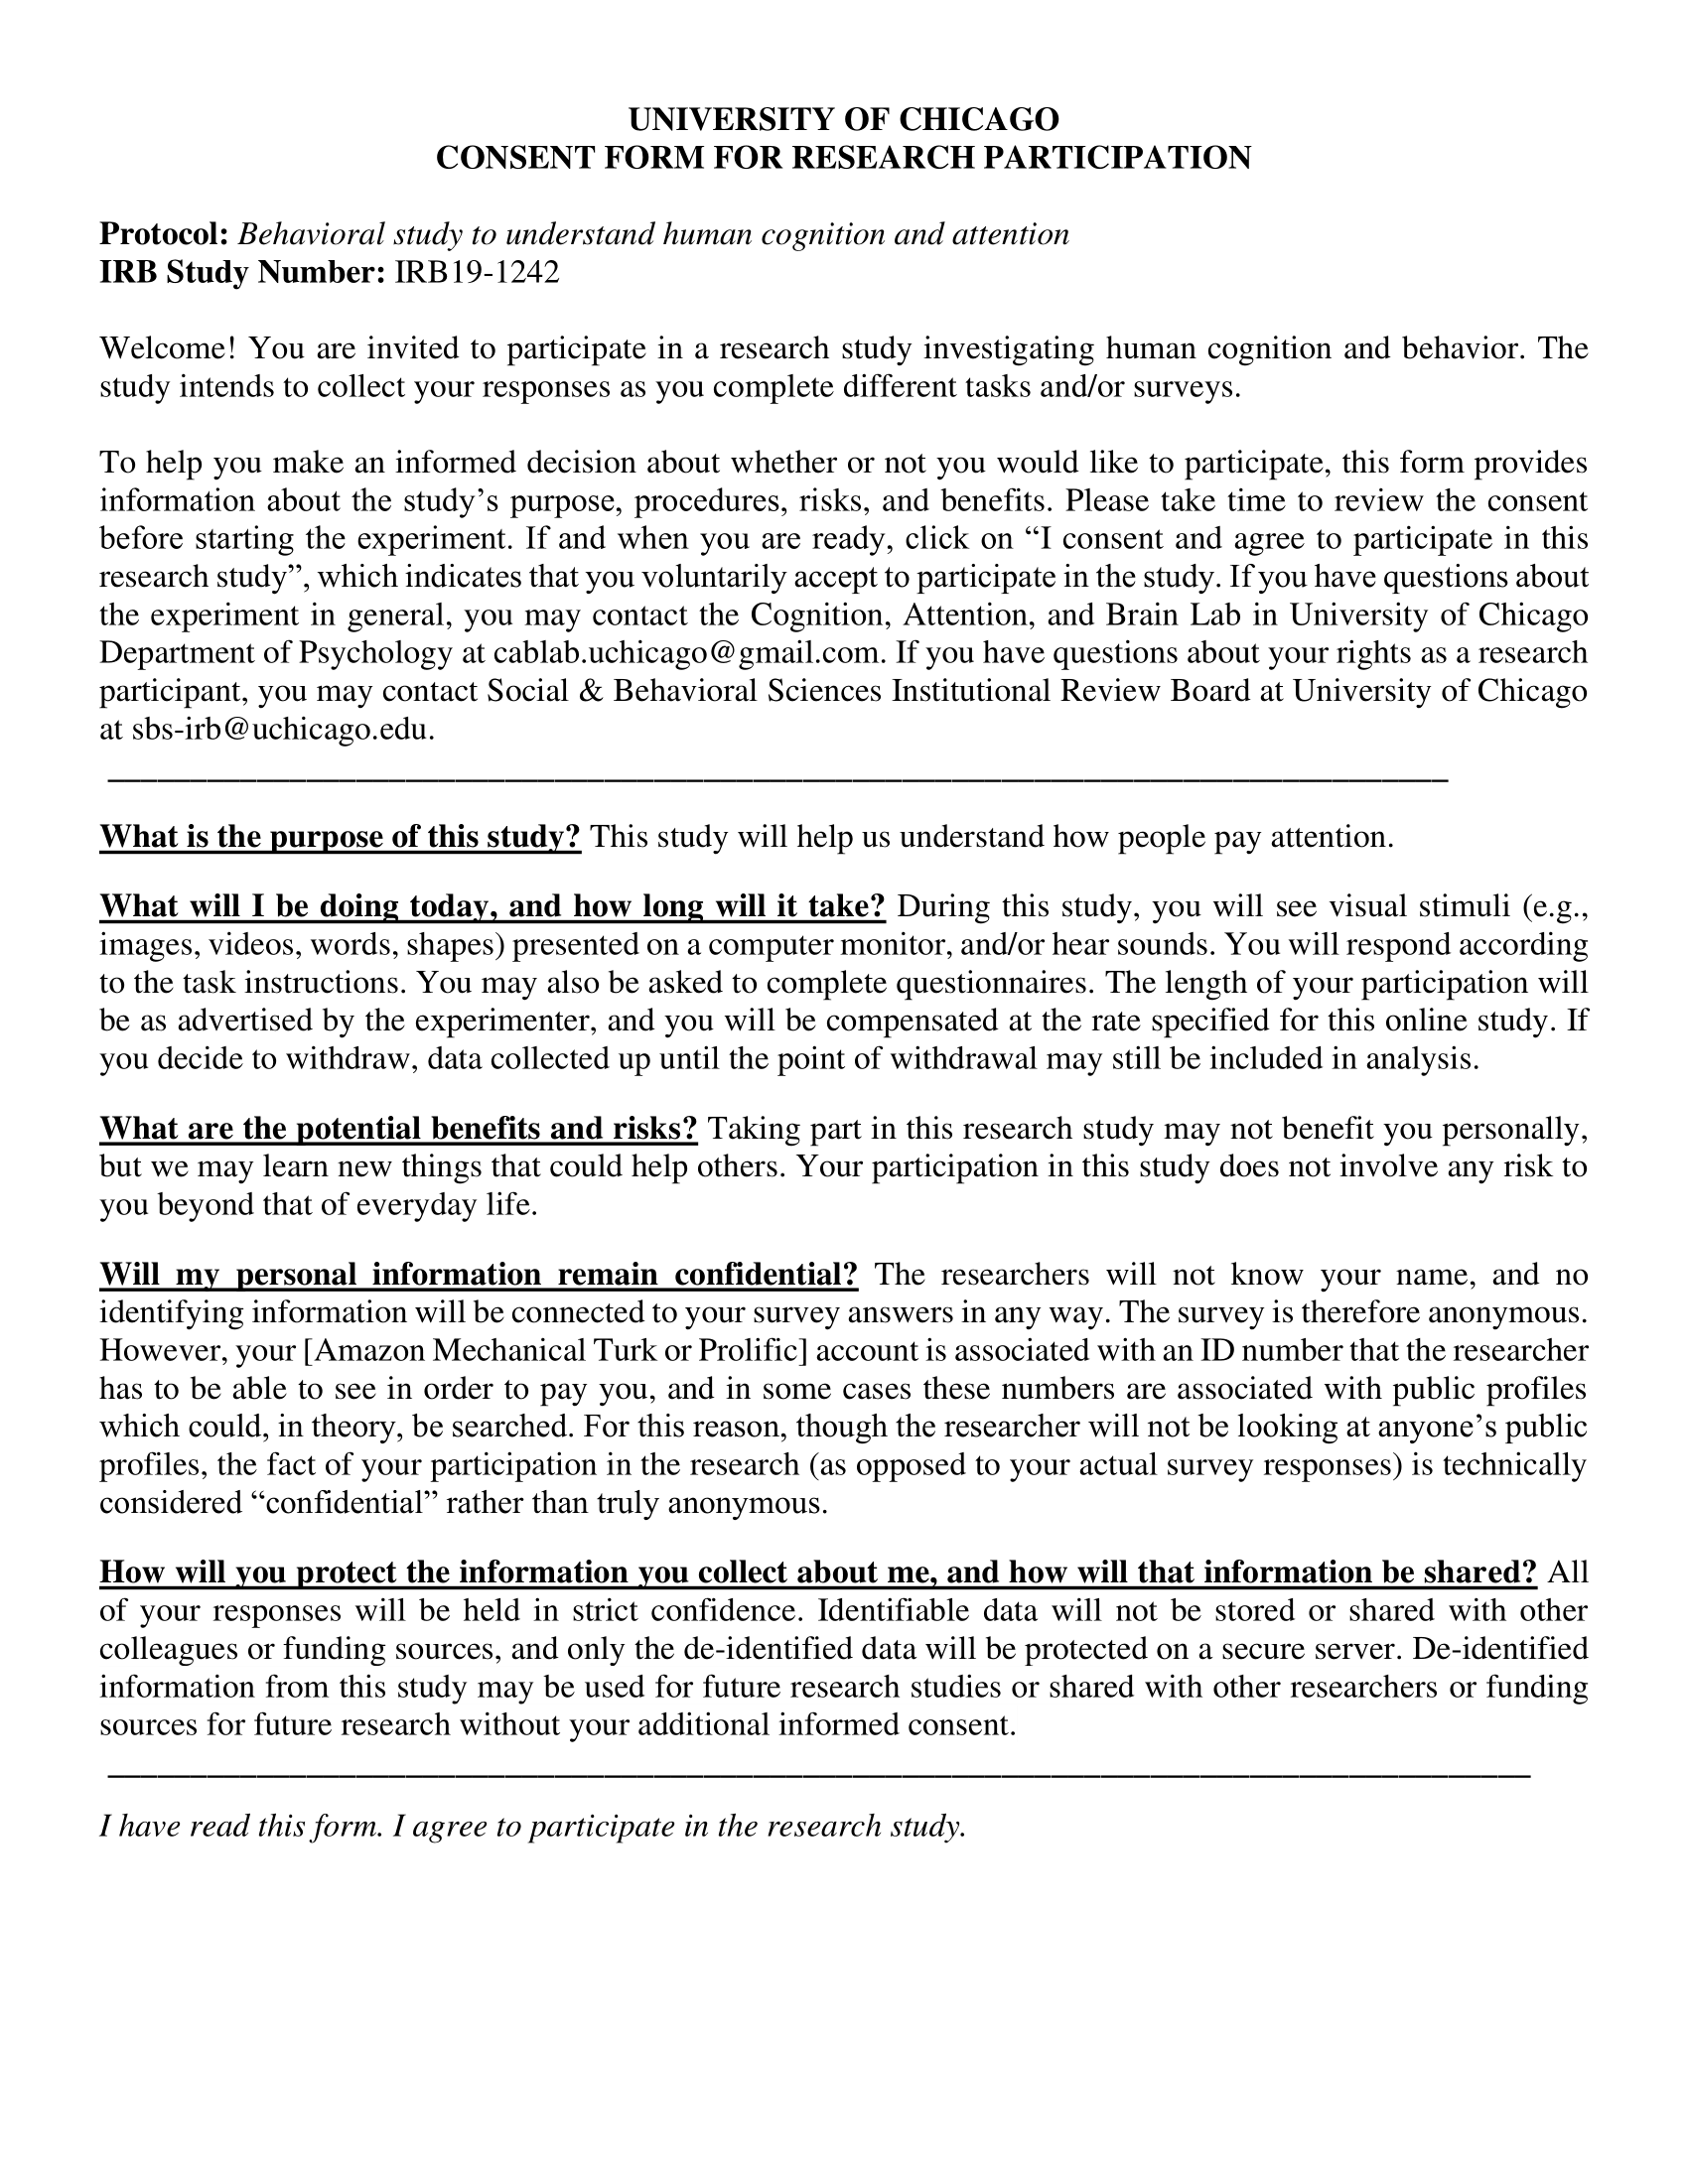 UNIVERSITY OF CHICAGO
CONSENT FORM FOR RESEARCH PARTICIPATION
Protocol: Behavioral study to understand human cognition and attention
IRB Study Number: IRB19-1242
Welcome! You are invited to participate in a research study investigating human cognition and behavior. The
study intends to collect your responses as you complete different tasks and/or surveys.
To help you make an informed decision about whether or not you would like to participate, this form provides
information about the study’s purpose, procedures, risks, and benefits. Please take time to review the consent
before starting the experiment. If and when you are ready, click on “I consent and agree to participate in this
research study”, which indicates that you voluntarily accept to participate in the study. If you have questions about
the experiment in general, you may contact the Cognition, Attention, and Brain Lab in University of Chicago
Department of Psychology at cablab.uchicago@gmail.com. If you have questions about your rights as a research
participant, you may contact Social & Behavioral Sciences Institutional Review Board at University of Chicago
at sbs-irb@uchicago.edu.
What is the purpose of this study? This study will help us understand how people pay attention.
What will I be doing today, and how long will it take? During this study, you will see visual stimuli (e.g.,
images, videos, words, shapes) presented on a computer monitor, and/or hear sounds. You will respond according
to the task instructions. You may also be asked to complete questionnaires. The length of your participation will
be as advertised by the experimenter, and you will be compensated at the rate specified for this online study. If
you decide to withdraw, data collected up until the point of withdrawal may still be included in analysis.
What are the potential benefits and risks? Taking part in this research study may not benefit you personally,
but we may learn new things that could help others. Your participation in this study does not involve any risk to
you beyond that of everyday life.
Will my personal information remain confidential? The researchers will not know your name, and no
identifying information will be connected to your survey answers in any way. The survey is therefore anonymous.
However, your [Amazon Mechanical Turk or Prolific] account is associated with an ID number that the researcher
has to be able to see in order to pay you, and in some cases these numbers are associated with public profiles
which could, in theory, be searched. For this reason, though the researcher will not be looking at anyone’s public
profiles, the fact of your participation in the research (as opposed to your actual survey responses) is technically
considered “confidential” rather than truly anonymous.
How will you protect the information you collect about me, and how will that information be shared? All
of your responses will be held in strict confidence. Identifiable data will not be stored or shared with other
colleagues or funding sources, and only the de-identified data will be protected on a secure server. De-identified
information from this study may be used for future research studies or shared with other researchers or funding
sources for future research without your additional informed consent.
I have read this form. I agree to participate in the research study.